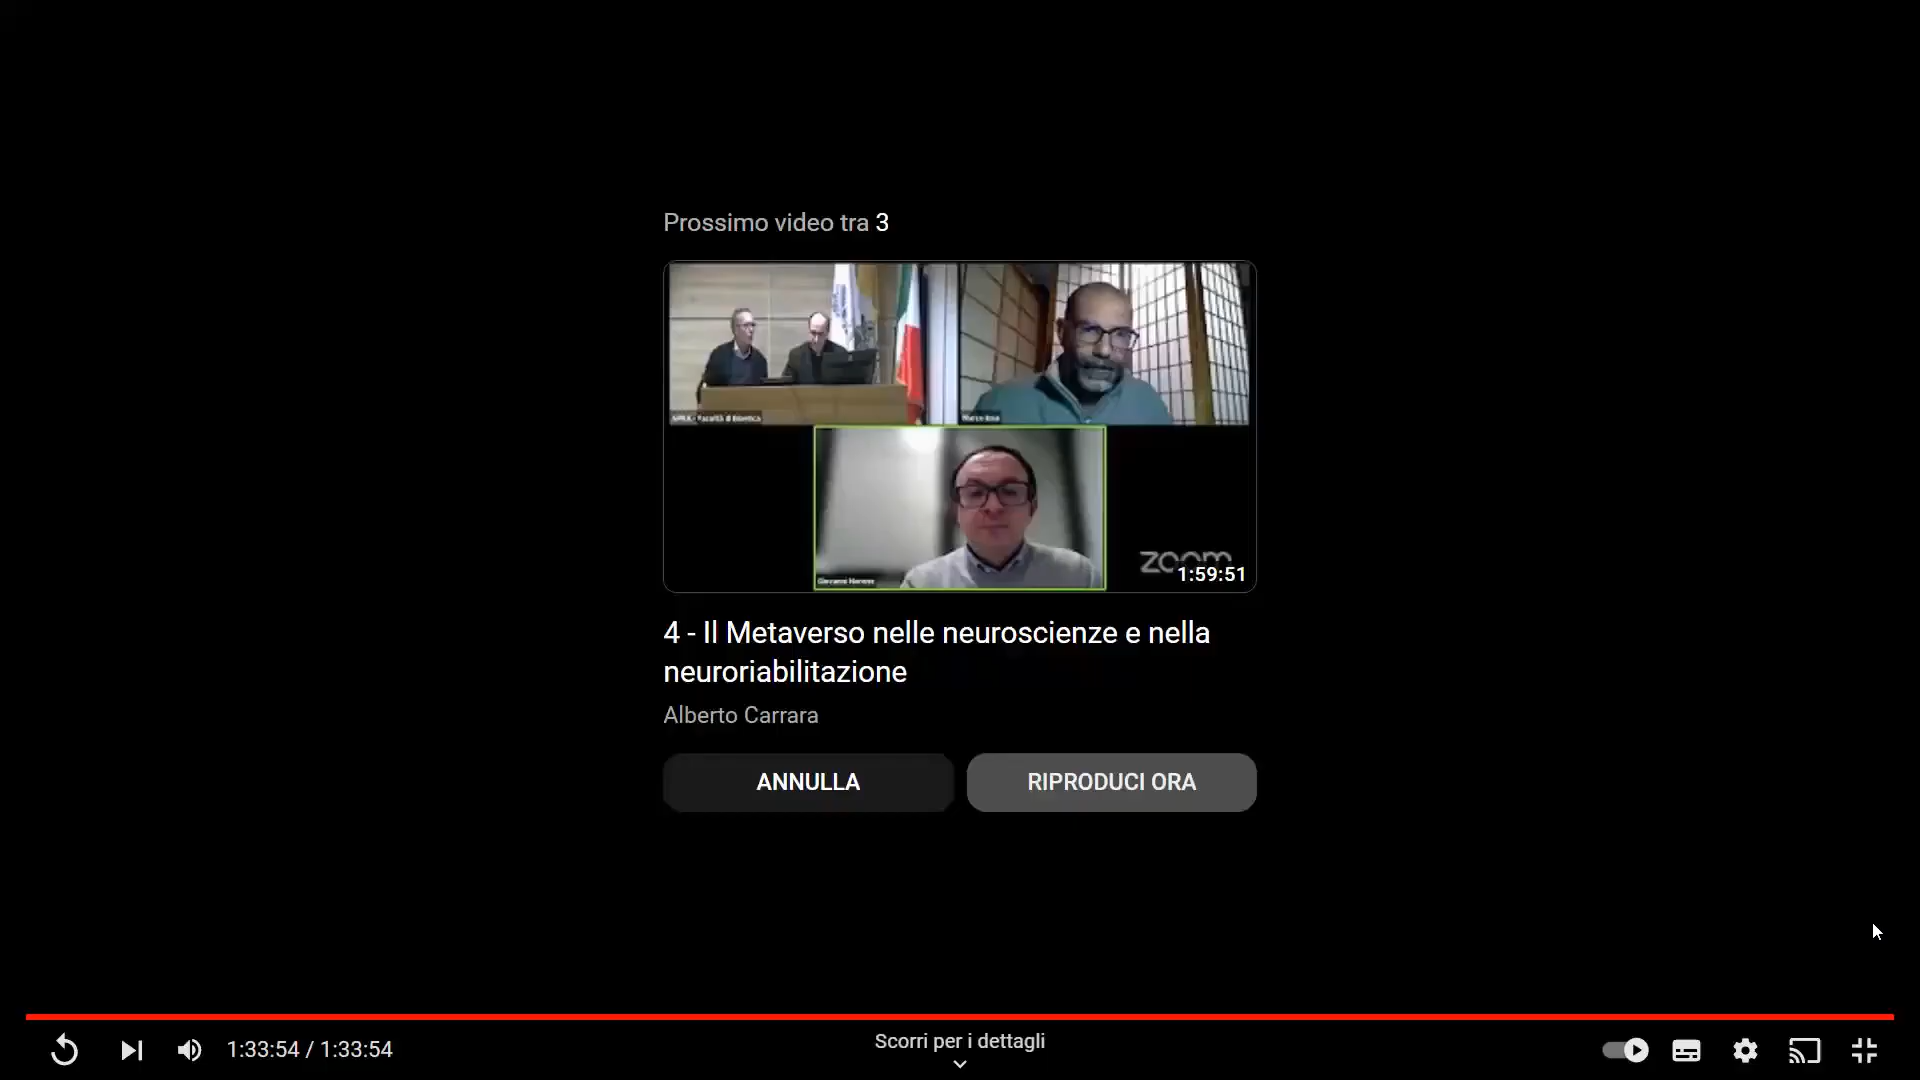 Prossimo video tra 3
zoom
1:59:51
4 - Il Metaverso nelle neuroscienze e nella
neuroriabilitazione
Alberto Carrara
ANNULLA
RIPRODUCI ORA
1:33:54 / 1:33:54
Scorri per i dettagli